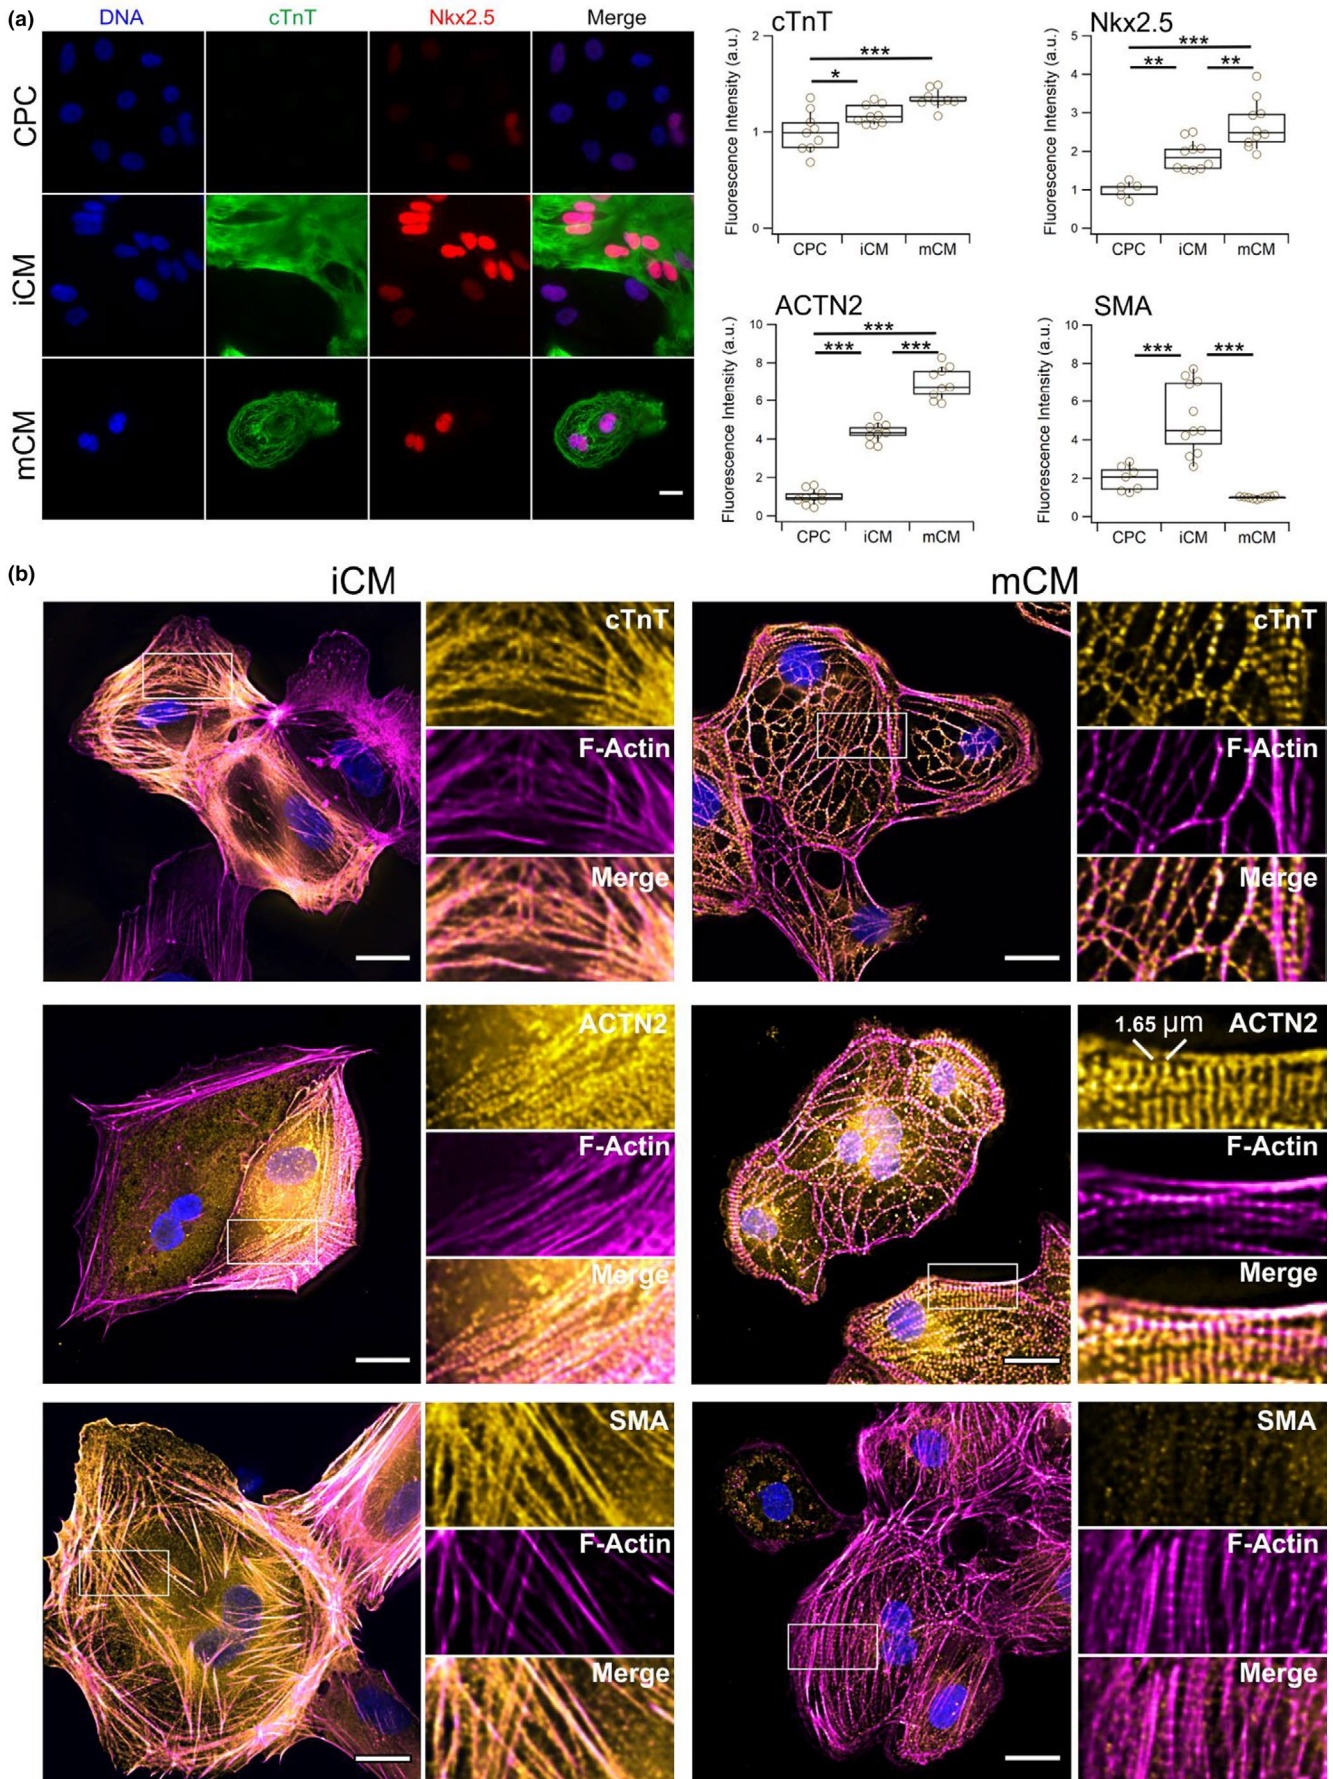 (a)
DNA
cTnT
Nkx2.5
Merge
CPC
iCM
mCM
cTnT
Fluorescence Intensity (a.u.)
2
1
0
***
*
CPC
iCM
mCM
Nkx2.5
Fluorescence Intensity (a.u.)
5
4
3
2
1
0
***
**
**
CPC
iCM
mCM
ACTN2
Fluorescence Intensity (a.u.)
10
8
6
4
2
0
***
***
***
CPC
iCM
mCM
SMA
Fluorescence Intensity (a.u.)
10
8
6
4
2
0
***
***
CPC
iCM
mCM
(b)
iCM
mCM
cTnT
F-Actin
Merge
cTnT
F-Actin
Merge
ACTN2
F-Actin
Merge
1.65 µm
ACTN2
F-Actin
Merge
SMA
F-Actin
Merge
SMA
F-Actin
Merge